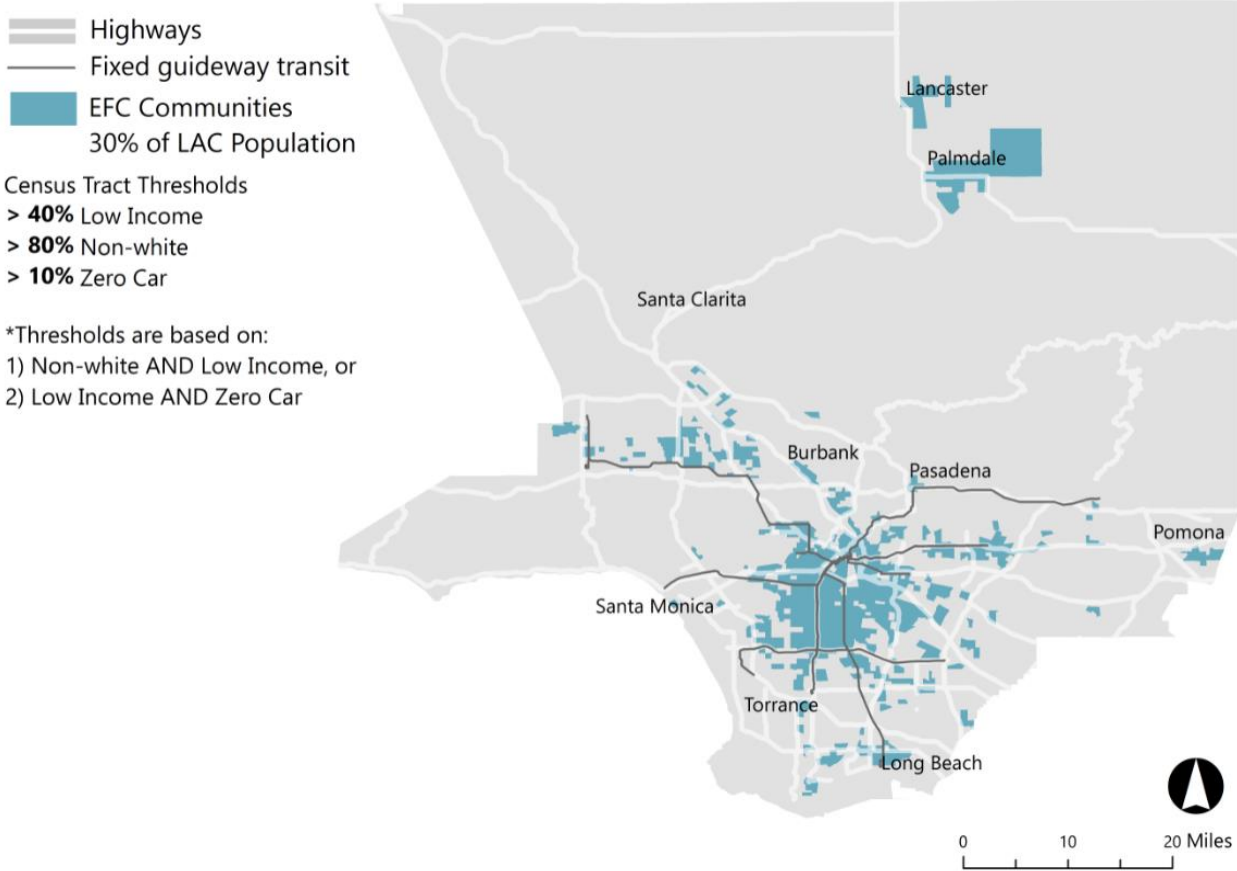 Highways
Fixed guideway transit
EFC Communities
30% of LAC Population
Census Tract Thresholds
> 40% Low Income
> 80% Non-white
> 10% Zero Car
*Thresholds are based on:
1) Non-white AND Low Income, or
2) Low Income AND Zero Car
Lancaster
Palmdale
Santa Clarita
Burbank
Pasadena
Pomona
Santa Monica
Torrance
Long Beach
0 10 20 Miles